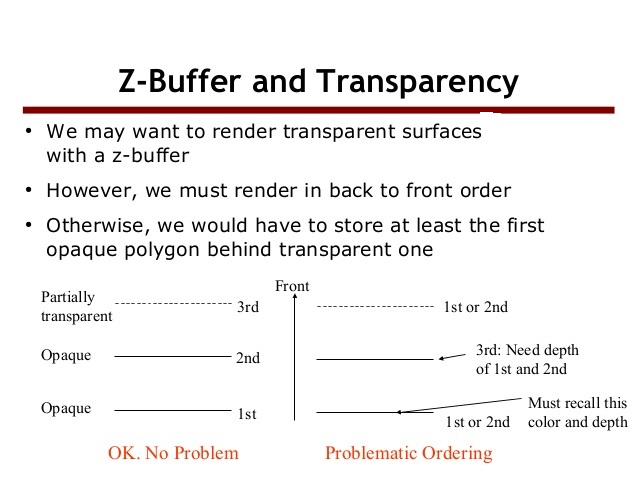 Z-Buffer and Transparency
• We may want to render transparent surfaces
with a z-buffer
• However, we must render in back to front order
• Otherwise, we would have to store at least the first
opaque polygon behind transparent one
Partially
transparent
3rd
Opaque
2nd
Opaque
1st
OK. No Problem
Front
1st or 2nd
3rd: Need depth
of 1st and 2nd
Must recall this
color and depth
1st or 2nd
Problematic Ordering